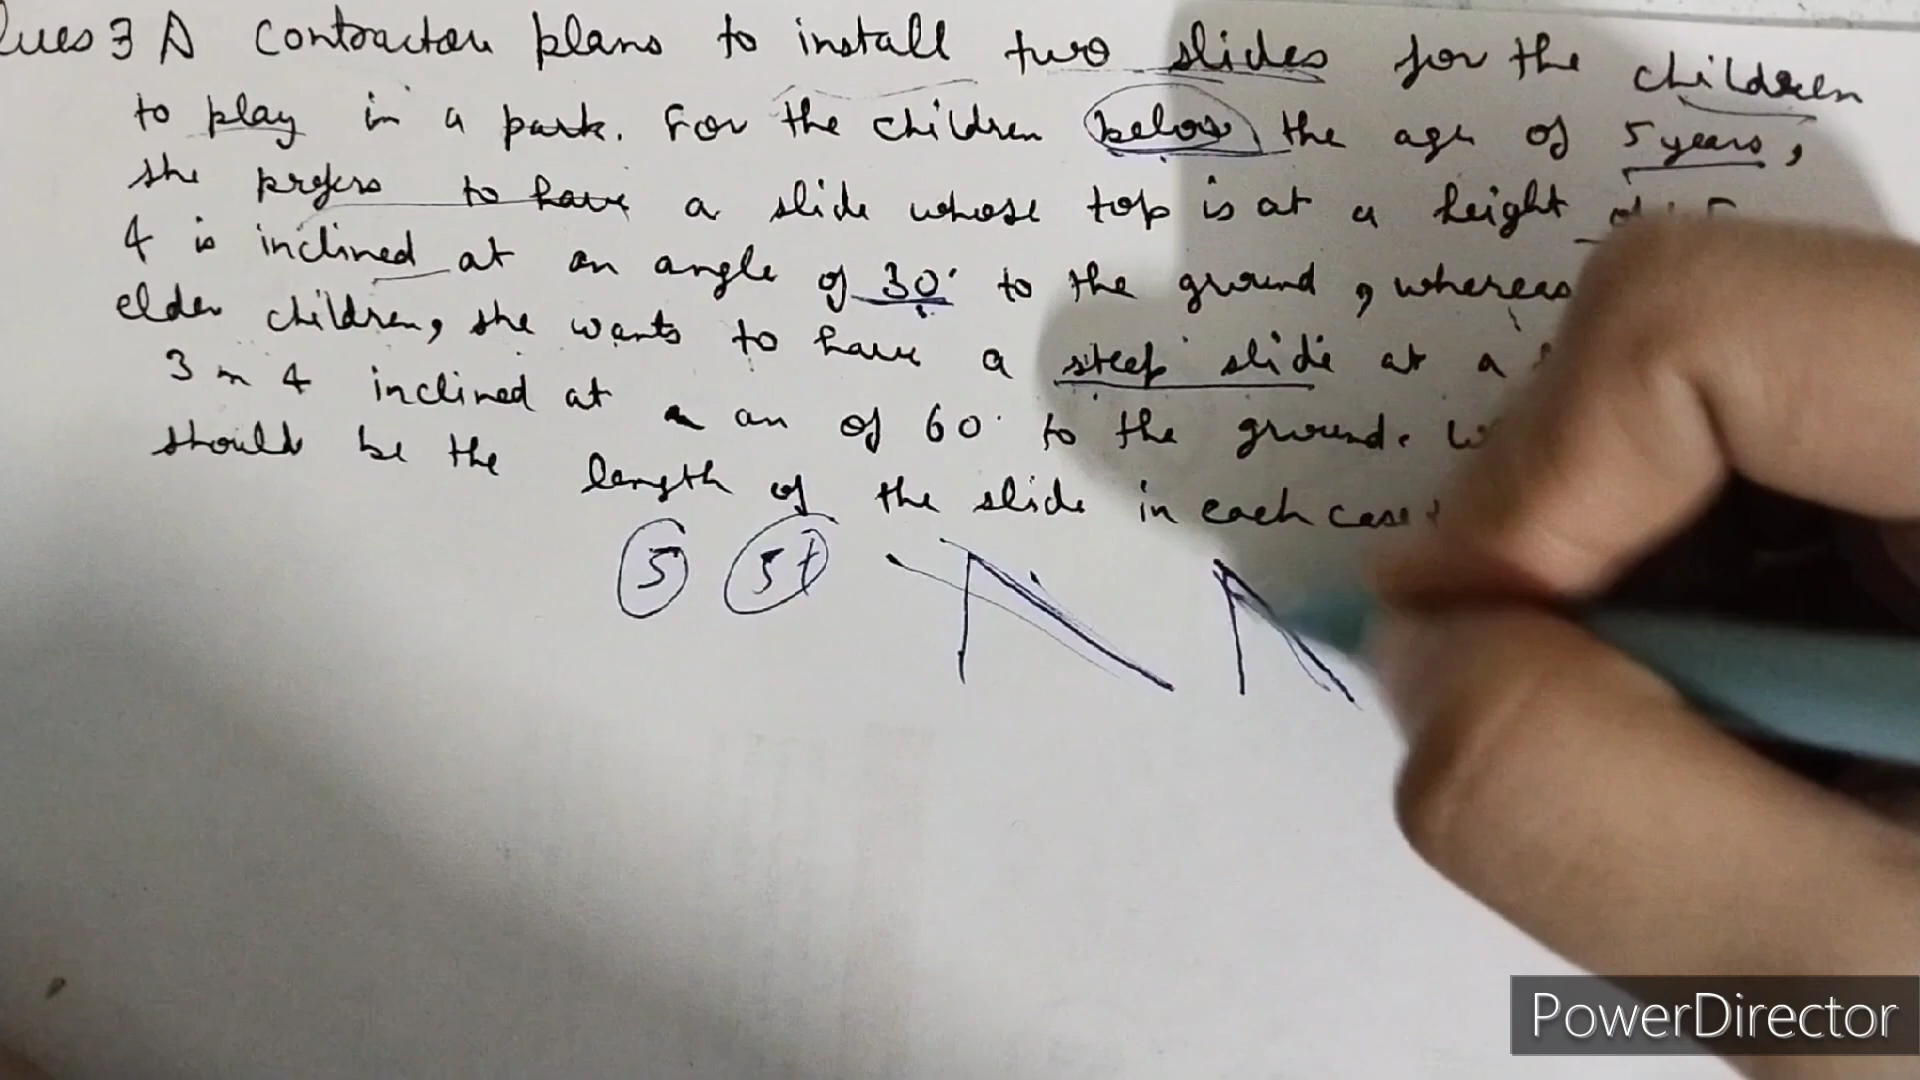 Ques 3 A contractor plans to install two slides for the children
to play in a park. For the children below the age of 5 years,
she prefers to have a slide whose top is at a height
4 is inclined at an angle of 30° to the ground, whereas
elder children, she wants to have a steep slide at a
3 m 4 inclined at an of 60° to the ground.
should be the length of the slide in each case
5 5+
PowerDirector